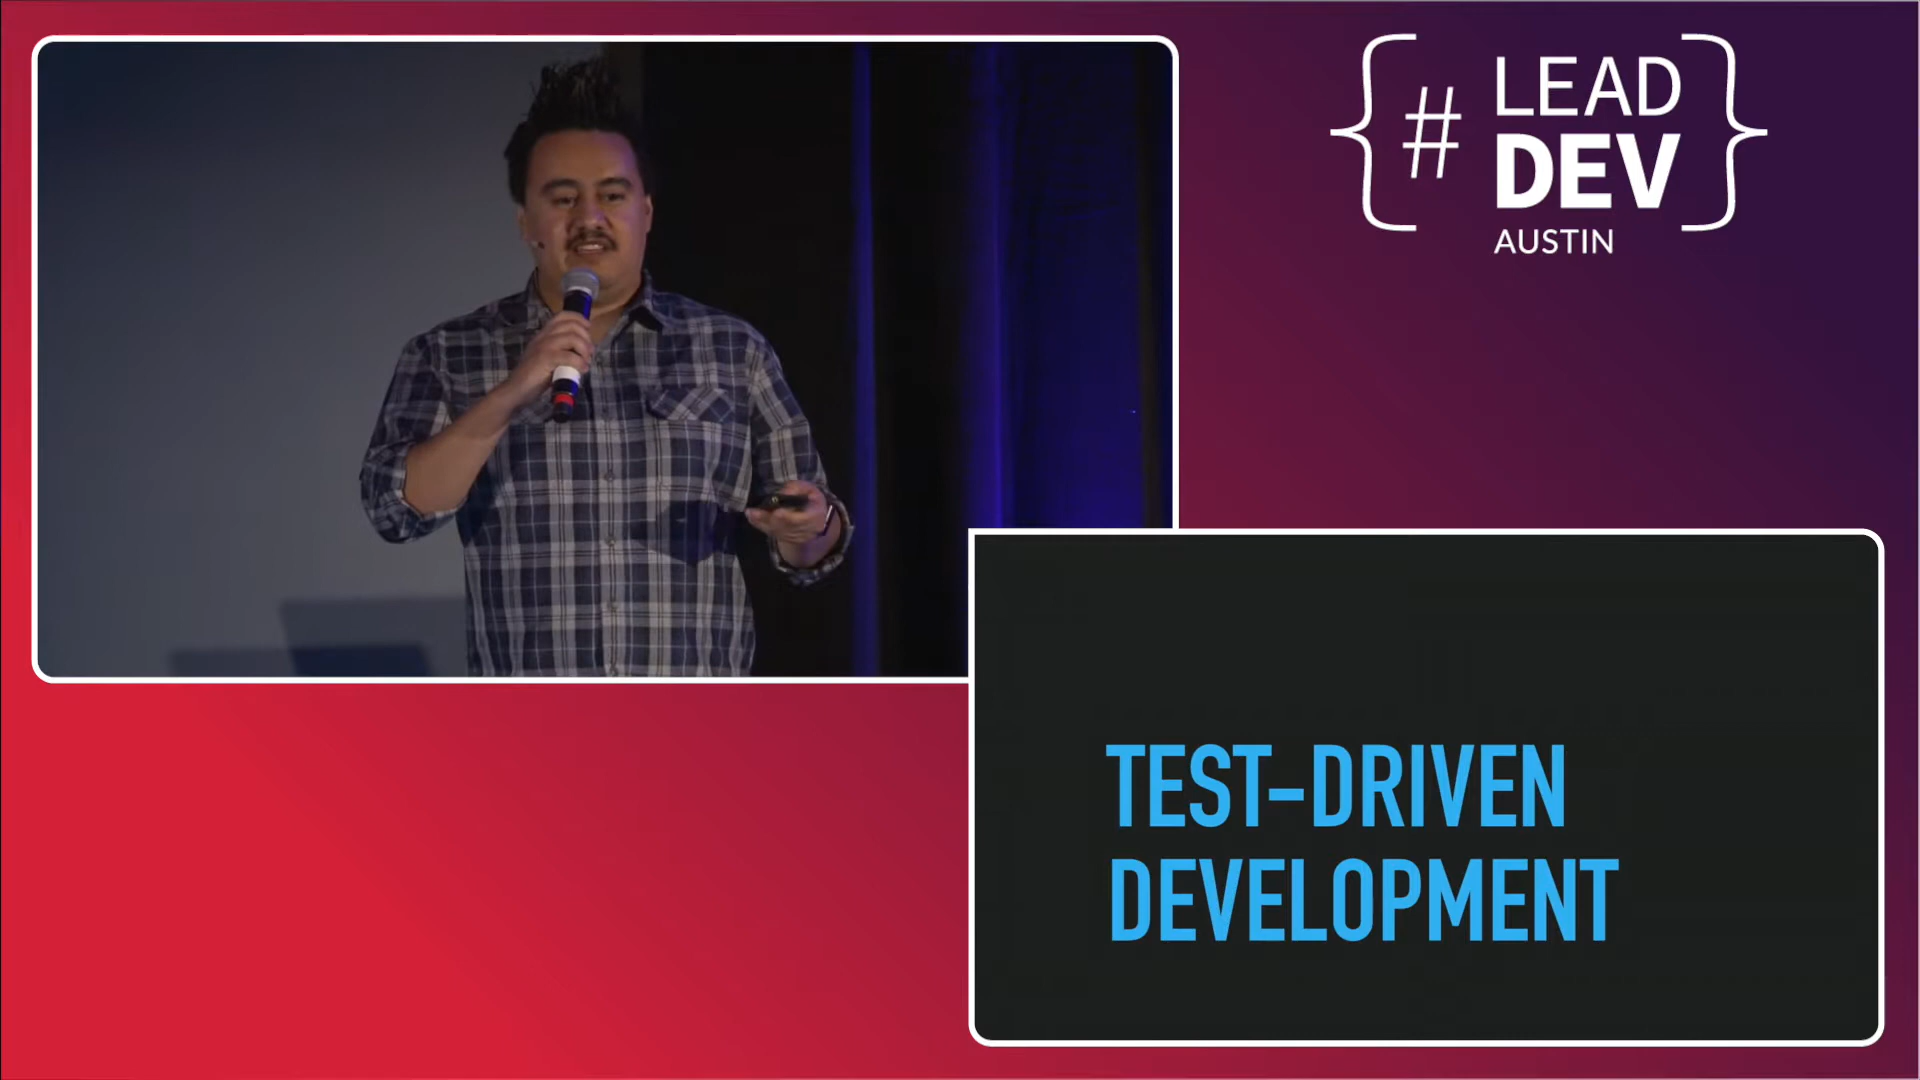 {# LEAD
DEV}
AUSTIN
TEST-DRIVEN
DEVELOPMENT